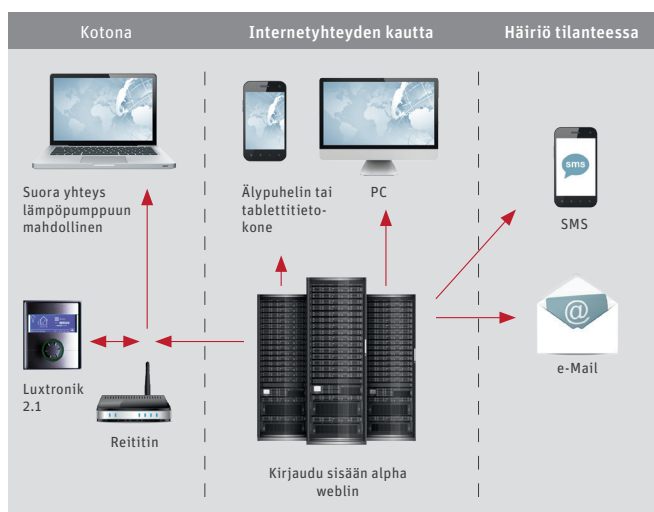 Kotona
Internetyhteyden kautta
Häiriö tilanteessa
Suora yhteys
lämpöpumppuun
mahdollinen
Älypuhelin tai
tablettitieto-
kone
PC
sms
SMS
Luxtronik
2.1
Reititin
@
e-Mail
Kirjaudu sisään alpha
weblin